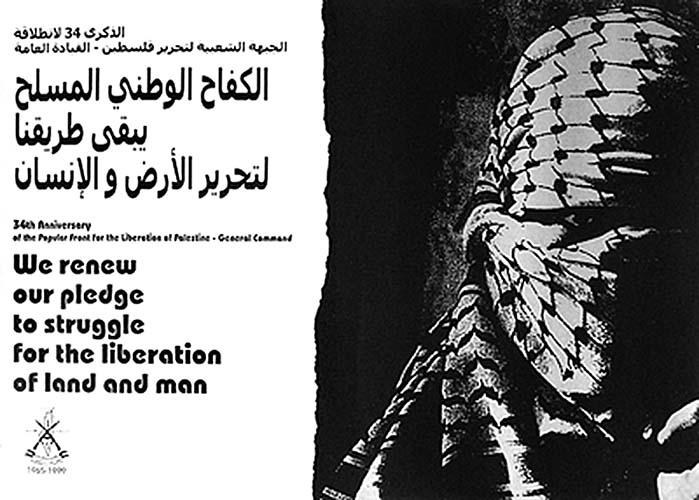 الذكرى 34 لانطلاقة
الجبهة الشعبية لتحرير فلسطين - القيادة العامة
الكفاح الوطني المسلح
يبقى طريقنا
لتحرير الأرض و الإنسان
34th Anniversary
of the Popular Front for the Liberation of Palestine - General Command
We renew
our pledge
to struggle
for the liberation
of land and man
1965-1999